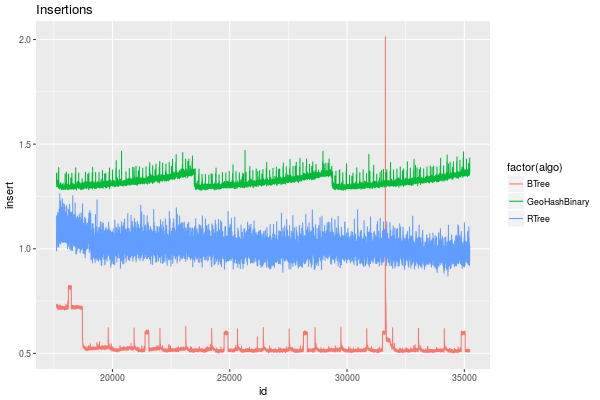 Insertions
2.0
1.5
1.0
0.5
insert
20000
25000
30000
35000
id
factor(algo)
BTree
GeoHashBinary
RTree